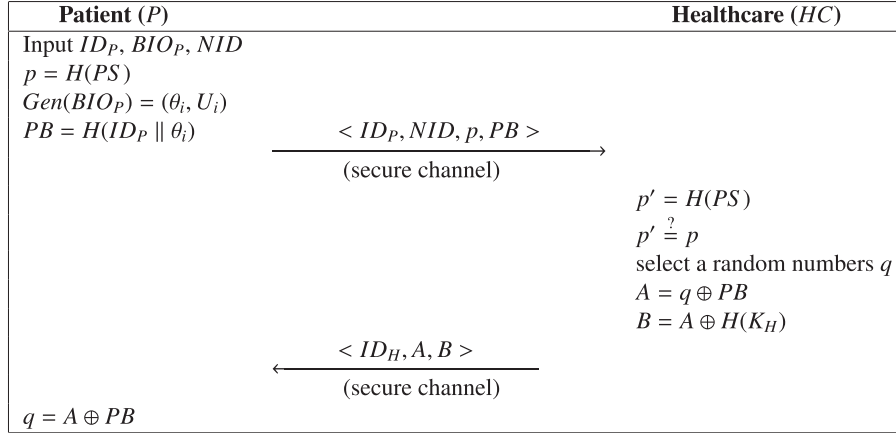 Patient (P) Healthcare (HC)
Input ID_P, BIO_P, NID
p = H(PS)
Gen(BIO_P) = (θ_i, U_i)
PB = H(ID_P ∥ θ_i) < ID_P, NID, p, PB >
(secure channel)
p′ = H(PS)
p′ ≟ p
select a random numbers q
A = q ⊕ PB
B = A ⊕ H(K_H)
< ID_H, A, B >
(secure channel)
q = A ⊕ PB